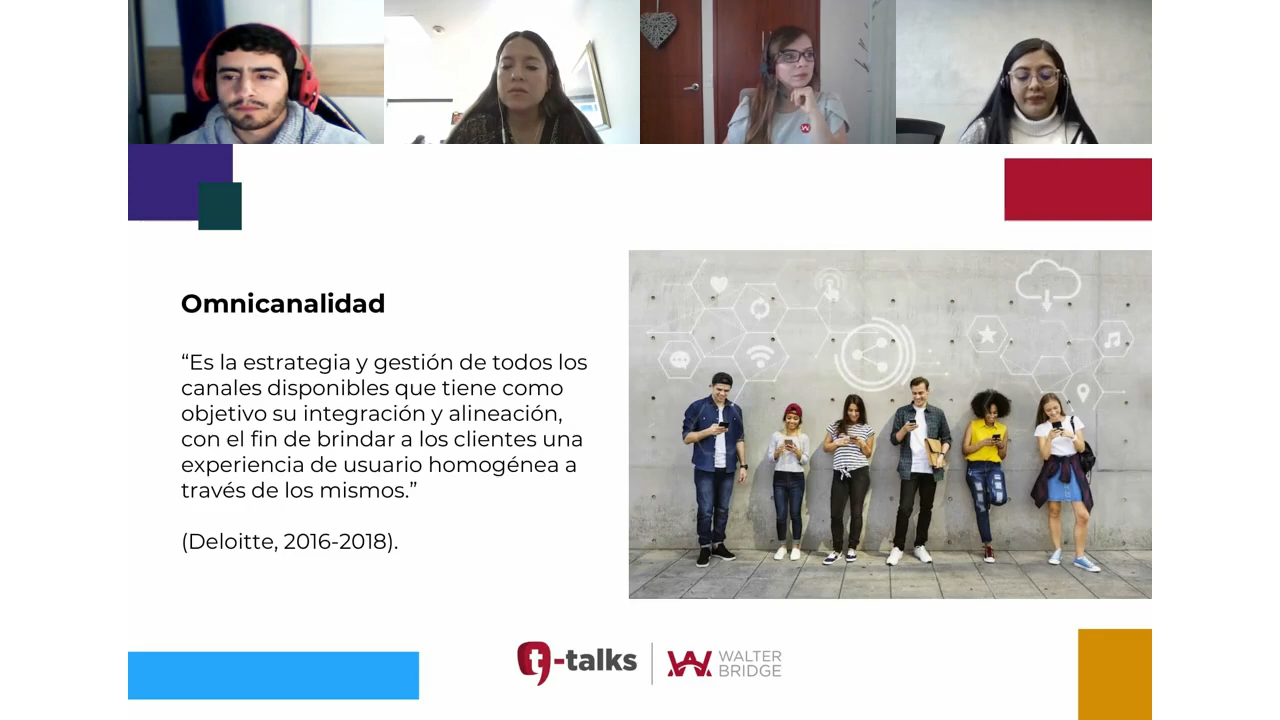 Omnicanalidad
“Es la estrategia y gestión de todos los
canales disponibles que tiene como
objetivo su integración y alineación,
con el fin de brindar a los clientes una
experiencia de usuario homogénea a
través de los mismos.”
(Deloitte, 2016-2018).
t-talks
WALTER
BRIDGE